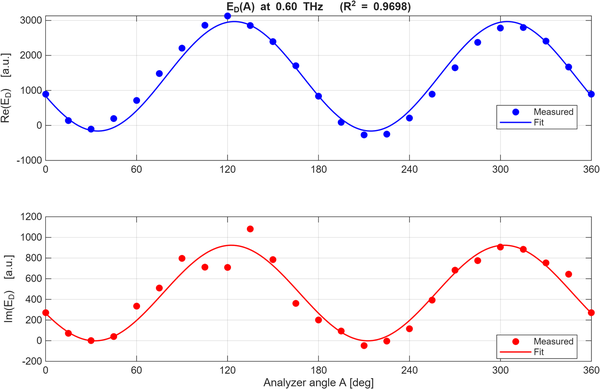 E_D(A) at 0.60 THz (R² = 0.9698)
3000
2000
1000
0
-1000
Re(E_D) [a.u.]
Measured
Fit
0 60 120 180 240 300 360
1200
1000
800
600
400
200
0
-200
Im(E_D) [a.u.]
Measured
Fit
0 60 120 180 240 300 360
Analyzer angle A [deg]